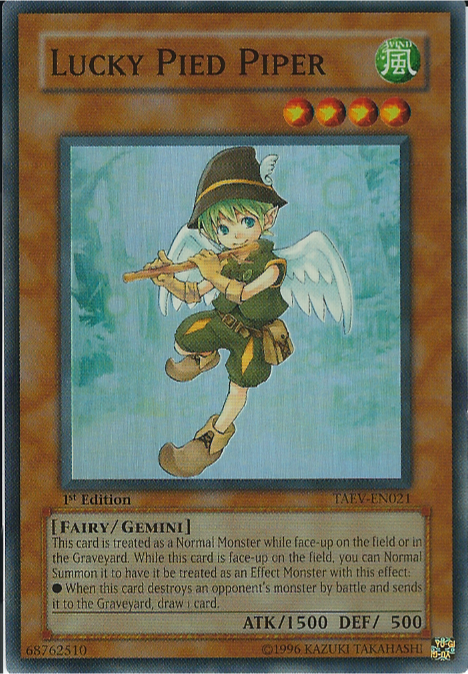 LUCKY PIED PIPER
WIND
風
1st Edition
TAEV-EN021
[FAIRY/GEMINI]
This card is treated as a Normal Monster while face-up on the field or in
the Graveyard. While this card is face-up on the field, you can Normal
Summon it to have it be treated as an Effect Monster with this effect:
● When this card destroys an opponent's monster by battle and sends
it to the Graveyard, draw 1 card.
ATK/1500 DEF/ 500
68762510
©1996 KAZUKI TAKAHASHI